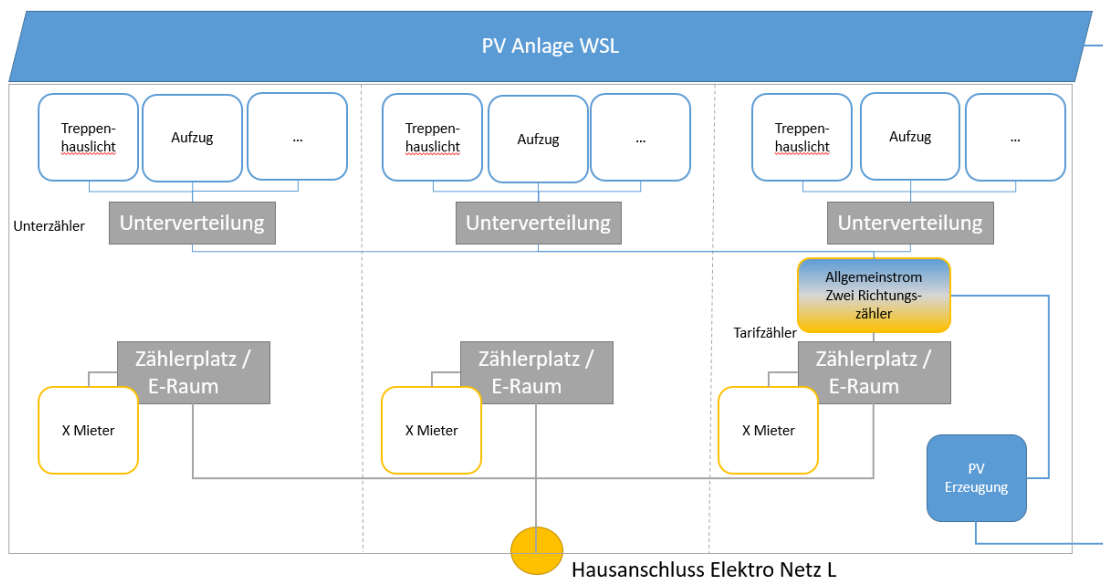 PV Anlage WSL
Treppen-
hauslicht
Aufzug
...
Treppen-
hauslicht
Aufzug
...
Treppen-
hauslicht
Aufzug
...
Unterzähler
Unterverteilung
Unterverteilung
Unterverteilung
Allgemeinstrom
Zwei Richtungs-
zähler
Tarifzähler
Zählerplatz /
E-Raum
Zählerplatz /
E-Raum
Zählerplatz /
E-Raum
X Mieter
X Mieter
X Mieter
PV
Erzeugung
Hausanschluss Elektro Netz L